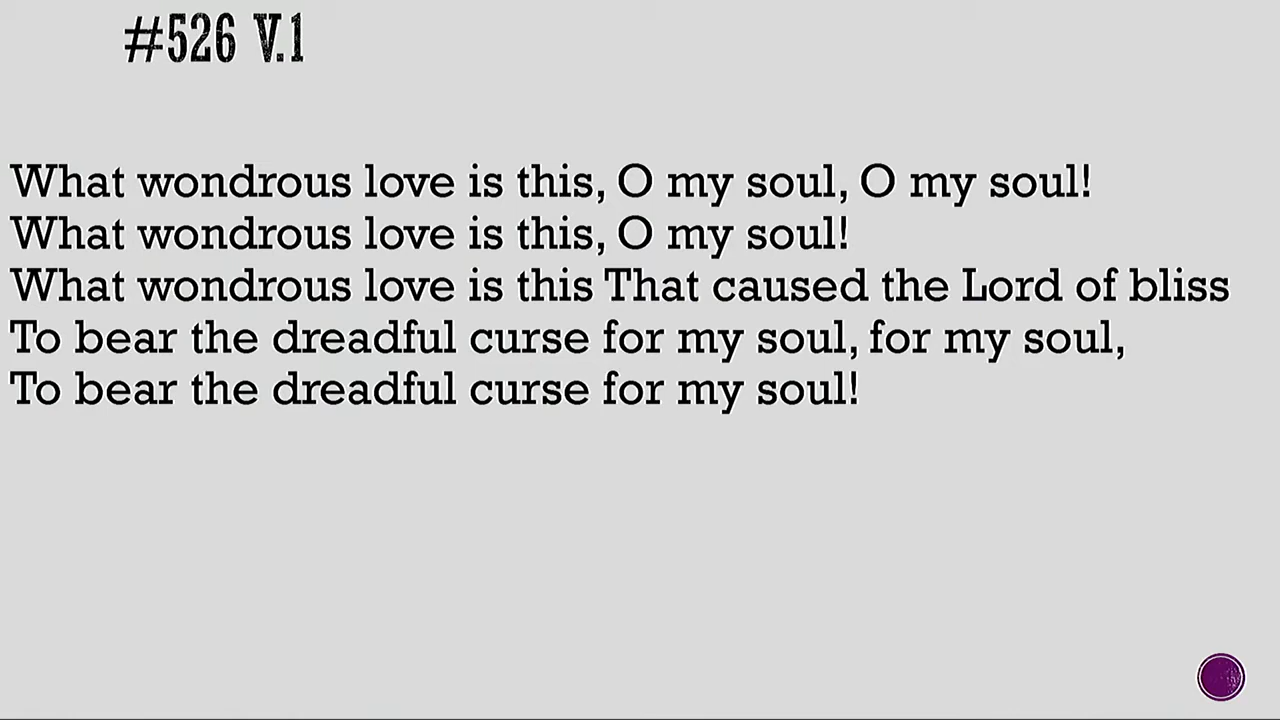 #526 V.1
What wondrous love is this, O my soul, O my soul!
What wondrous love is this, O my soul!
What wondrous love is this That caused the Lord of bliss
To bear the dreadful curse for my soul, for my soul,
To bear the dreadful curse for my soul!